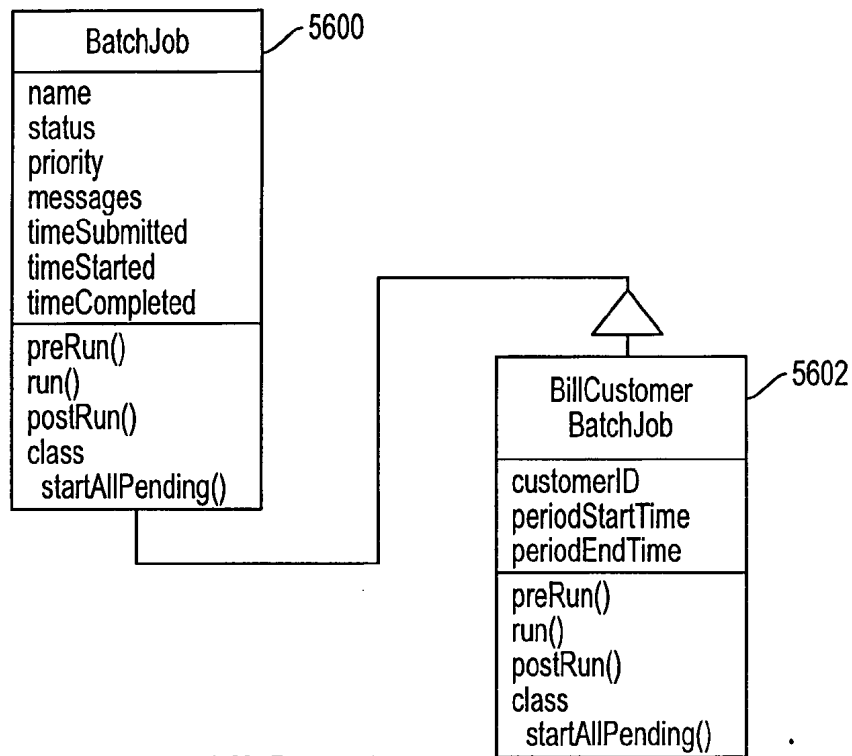 BatchJob
5600
name
status
priority
messages
timeSubmitted
timeStarted
timeCompleted
preRun()
run()
postRun()
class
startAllPending()
BillCustomer
BatchJob
5602
customerID
periodStartTime
periodEndTime
preRun()
run()
postRun()
class
startAllPending()